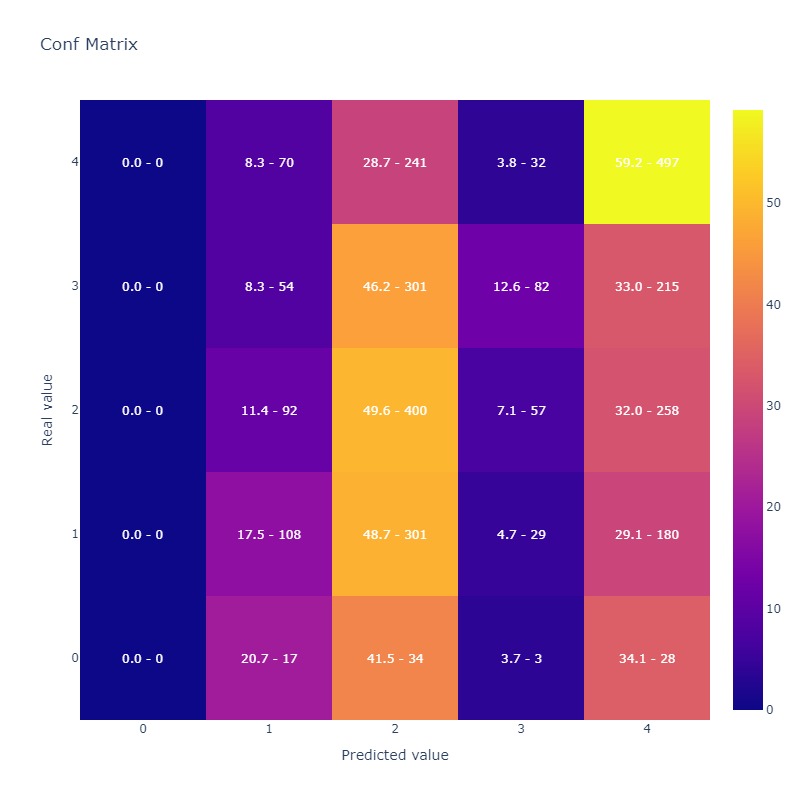 Conf Matrix
4 0.0 - 0 8.3 - 70 28.7 - 241 3.8 - 32 59.2 - 497
50
3 0.0 - 0 8.3 - 54 46.2 - 301 12.6 - 82 33.0 - 215
40
Real value
2 0.0 - 0 11.4 - 92 49.6 - 400 7.1 - 57 32.0 - 258
30
20
1 0.0 - 0 17.5 - 108 48.7 - 301 4.7 - 29 29.1 - 180
10
0 0.0 - 0 20.7 - 17 41.5 - 34 3.7 - 3 34.1 - 28
0
0 1 2 3 4
Predicted value